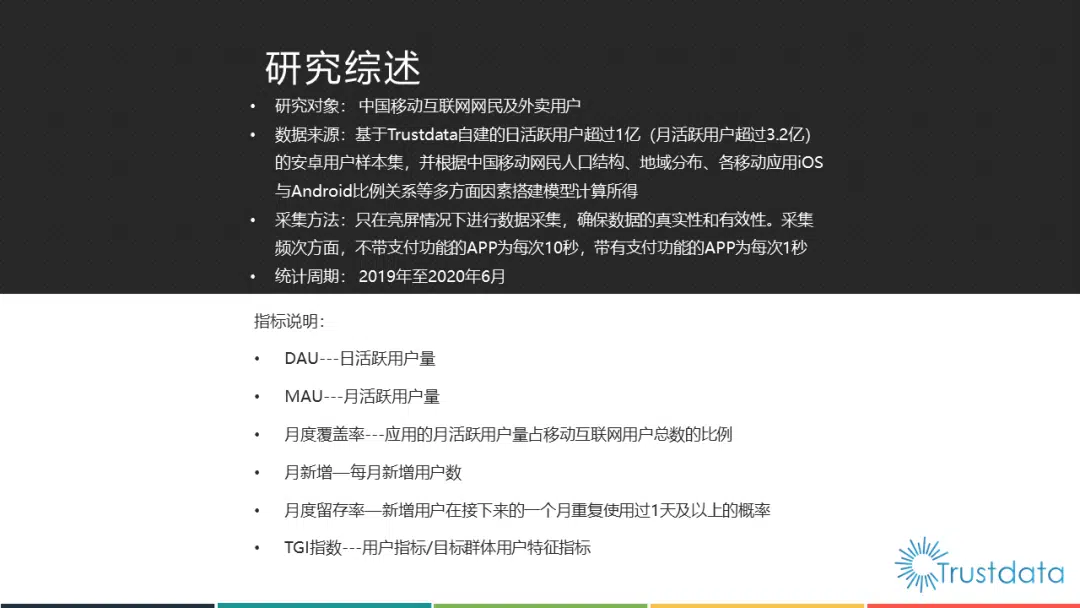 研究综述
• 研究对象： 中国移动互联网网民及外卖用户
• 数据来源：基于Trustdata自建的日活跃用户超过1亿（月活跃用户超过3.2亿）
的安卓用户样本集，并根据中国移动网民人口结构、地域分布、各移动应用iOS
与Android比例关系等多方面因素搭建模型计算所得
• 采集方法：只在亮屏情况下进行数据采集，确保数据的真实性和有效性。采集
频次方面，不带支付功能的APP为每次10秒，带有支付功能的APP为每次1秒
• 统计周期： 2019年至2020年6月
指标说明：
• DAU---日活跃用户量
• MAU---月活跃用户量
• 月度覆盖率---应用的月活跃用户量占移动互联网用户总数的比例
• 月新增—每月新增用户数
• 月度留存率—新增用户在接下来的一个月重复使用过1天及以上的概率
• TGI指数---用户指标/目标群体用户特征指标
Trustdata